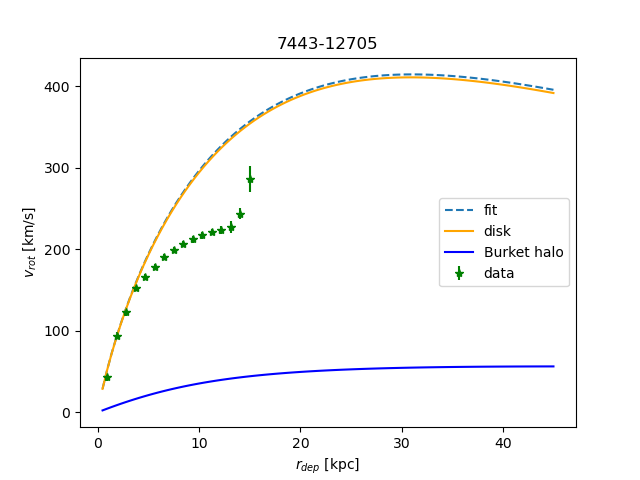 7443-12705
400
300
200
100
0
v_rot [km/s]
fit
disk
Burket halo
data
0 10 20 30 40
r_dep [kpc]